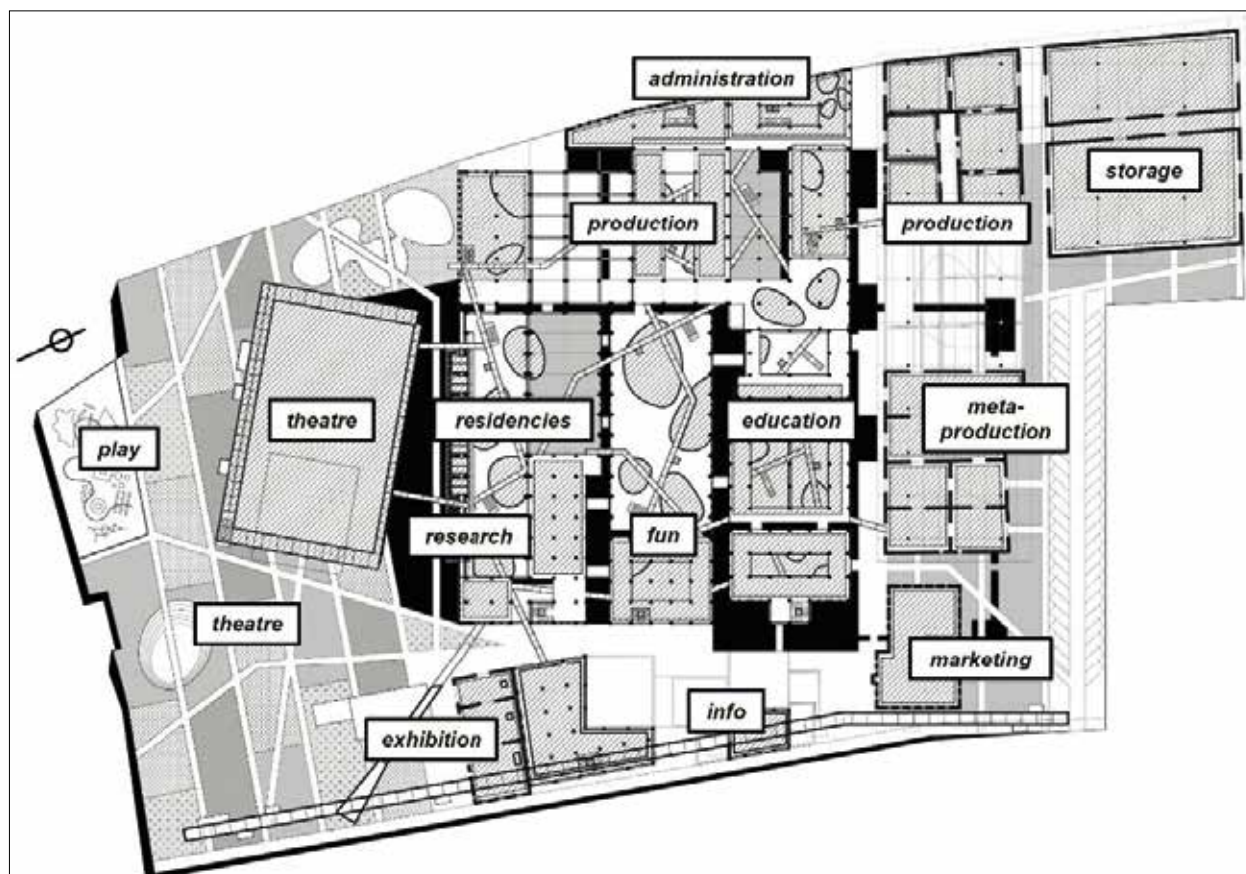 administration
storage
production
production
theatre
residencies
education
meta-
production
play
research
fun
theatre
marketing
info
exhibition